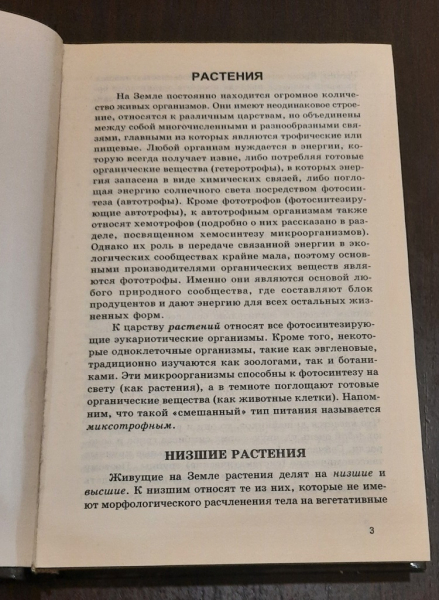 РАСТЕНИЯ
На Земле постоянно находится огромное количе-
ство живых организмов. Они имеют неодинаковое строе-
ние, относятся к различным царствам, но объединены
между собой многочисленными и разнообразными свя-
зями, главными из которых являются трофические или
пищевые. Любой организм нуждается в энергии, ко-
торую всегда получает извне, либо потребляя готовые
органические вещества (гетеротрофы), в которых энер-
гия запасена в виде химических связей, либо погло-
щая энергию солнечного света посредством фотосин-
теза (автотрофы). Кроме фототрофов (фотосинтезиру-
ющие автотрофы), к автотрофным организмам также
относят хемотрофов (подробно о них рассказано в раз-
деле, посвященном хемосинтезу микроорганизмов).
Однако их роль в передаче связанной энергии в эко-
логических сообществах крайне мала, поэтому основ-
ными производителями органических веществ явля-
ются фототрофы. Именно они являются основой лю-
бого природного сообщества, где составляют блок
продуцентов и дают энергию для всех остальных жиз-
ненных форм.
К царству растений относят все фотосинтезирую-
щие эукариотические организмы. Кроме того, некото-
рые одноклеточные организмы, такие как эвгленовые,
традиционно изучаются как зоологами, так и ботани-
ками. Эти микроорганизмы способны к фотосинтезу на
свету (как растения), а в темноте поглощают готовые
органические вещества (как животные клетки). Напом-
ним, что такой «смешанный» тип питания называется
миксотрофным.
НИЗШИЕ РАСТЕНИЯ
Живущие на Земле растения делят на низшие и
высшие. К низшим относят те из них, которые не име-
ют морфологического расчленения тела на вегетативные
3